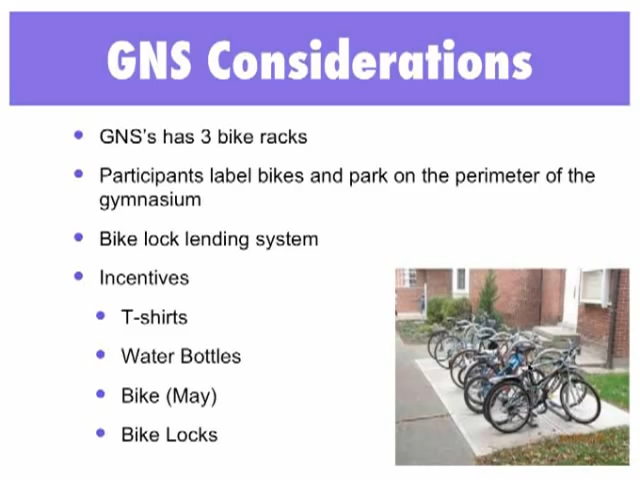 GNS Considerations
GNS's has 3 bike racks
Participants label bikes and park on the perimeter of the
gymnasium
Bike lock lending system
Incentives
T-shirts
Water Bottles
Bike (May)
Bike Locks